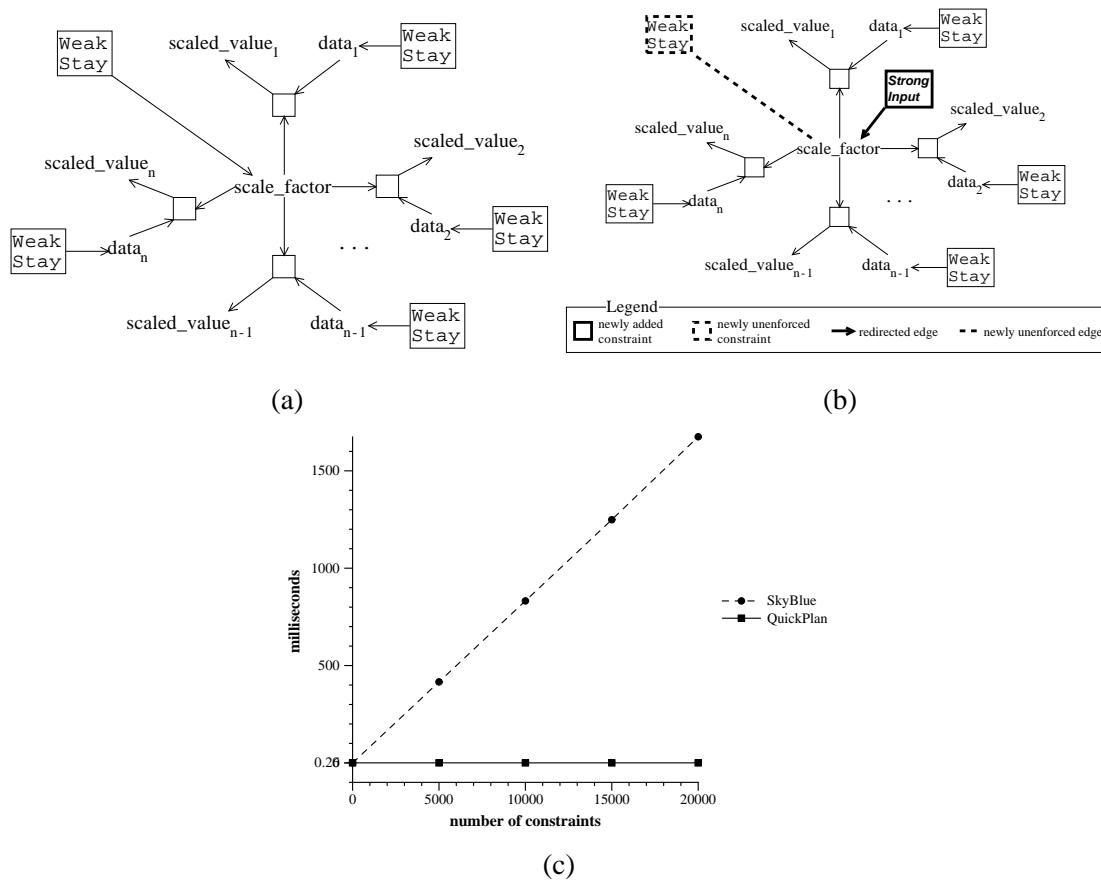 Weak
Stay
scaled_value1
data1
Weak
Stay
scaled_valuen
scale_factor
scaled_value2
Weak
Stay
datan
data2
Weak
Stay
. . .
scaled_valuen-1
datan-1
Weak
Stay
(a)
Weak
Stay
scaled_value1
data1
Weak
Stay
Strong
Input
scaled_valuen
scale_factor
scaled_value2
Weak
Stay
datan
data2
Weak
Stay
. . .
scaled_valuen-1
datan-1
Weak
Stay
Legend
newly added
constraint
newly unenforced
constraint
redirected edge
newly unenforced edge
(b)
1500
1000
500
0.26
milliseconds
0 5000 10000 15000 20000
number of constraints
SkyBlue
QuickPlan
(c)